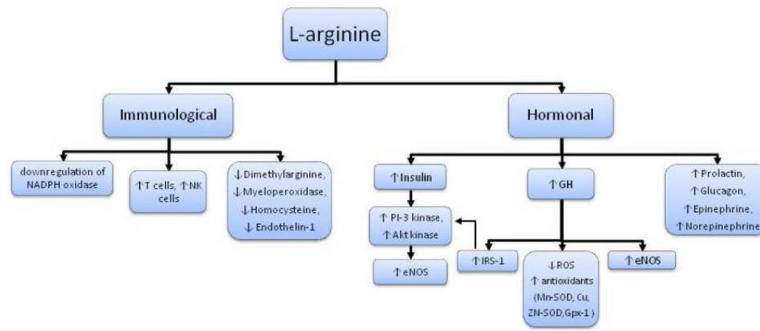 L-arginine
Immunological
Hormonal
downregulation of
NADPH oxidase
↑T cells, ↑NK
cells
↓Dimethylarginine,
↓Myeloperoxidase,
↓Homocysteine,
↓ Endothelin-1
↑Insulin
↑GH
↑Prolactin,
↑Glucagon,
↑Epinephrine,
↑Norepinephrine
↑ PI-3 kinase,
↑ Akt kinase
↑eNOS
↑IRS-1
↓ROS
↑ antioxidants
(Mn-SOD, Cu,
ZN-SOD,Gpx-1 )
↑eNOS